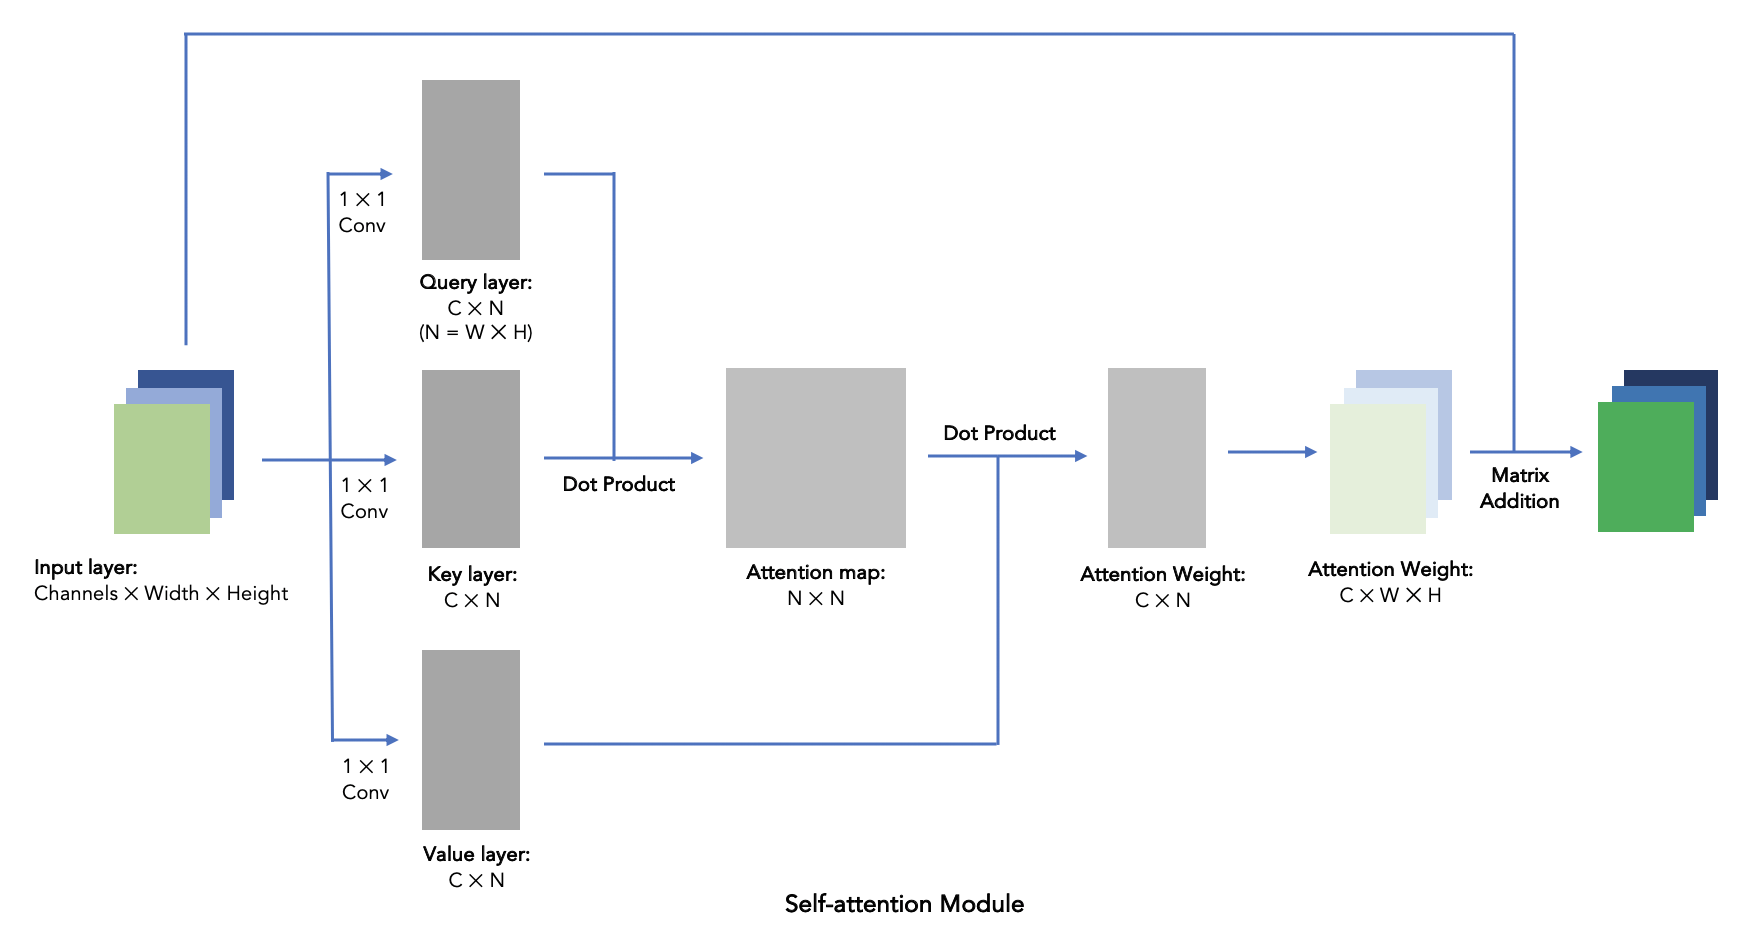 1 × 1
Conv
Query layer:
C × N
(N = W × H)
Input layer:
Channels × Width × Height
1 × 1
Conv
Key layer:
C × N
Dot Product
Attention map:
N × N
Dot Product
Attention Weight:
C × N
Attention Weight:
C × W × H
Matrix
Addition
1 × 1
Conv
Value layer:
C × N
Self-attention Module